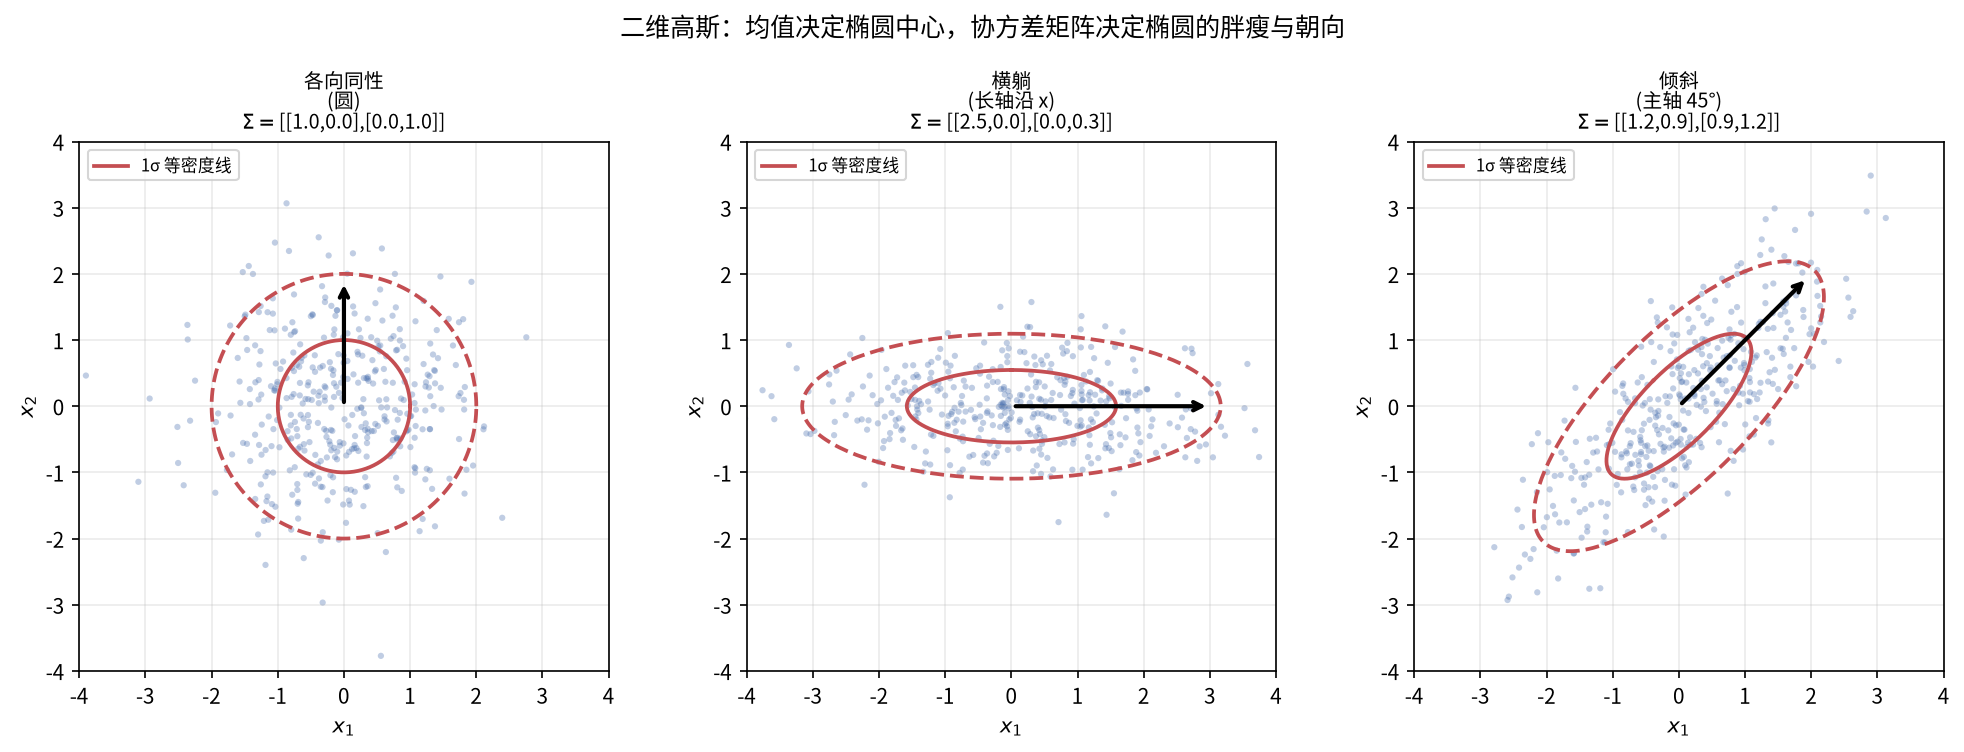 二维高斯：均值决定椭圆中心，协方差矩阵决定椭圆的胖瘦与朝向
各向同性
(圆)
Σ = [[1.0,0.0],[0.0,1.0]]
1σ 等密度线
4
3
2
1
0
-1
-2
-3
-4
x₂
-4 -3 -2 -1 0 1 2 3 4
x₁
横躺
(长轴沿 x)
Σ = [[2.5,0.0],[0.0,0.3]]
1σ 等密度线
4
3
2
1
0
-1
-2
-3
-4
x₂
-4 -3 -2 -1 0 1 2 3 4
x₁
倾斜
(主轴 45°)
Σ = [[1.2,0.9],[0.9,1.2]]
1σ 等密度线
4
3
2
1
0
-1
-2
-3
-4
x₂
-4 -3 -2 -1 0 1 2 3 4
x₁